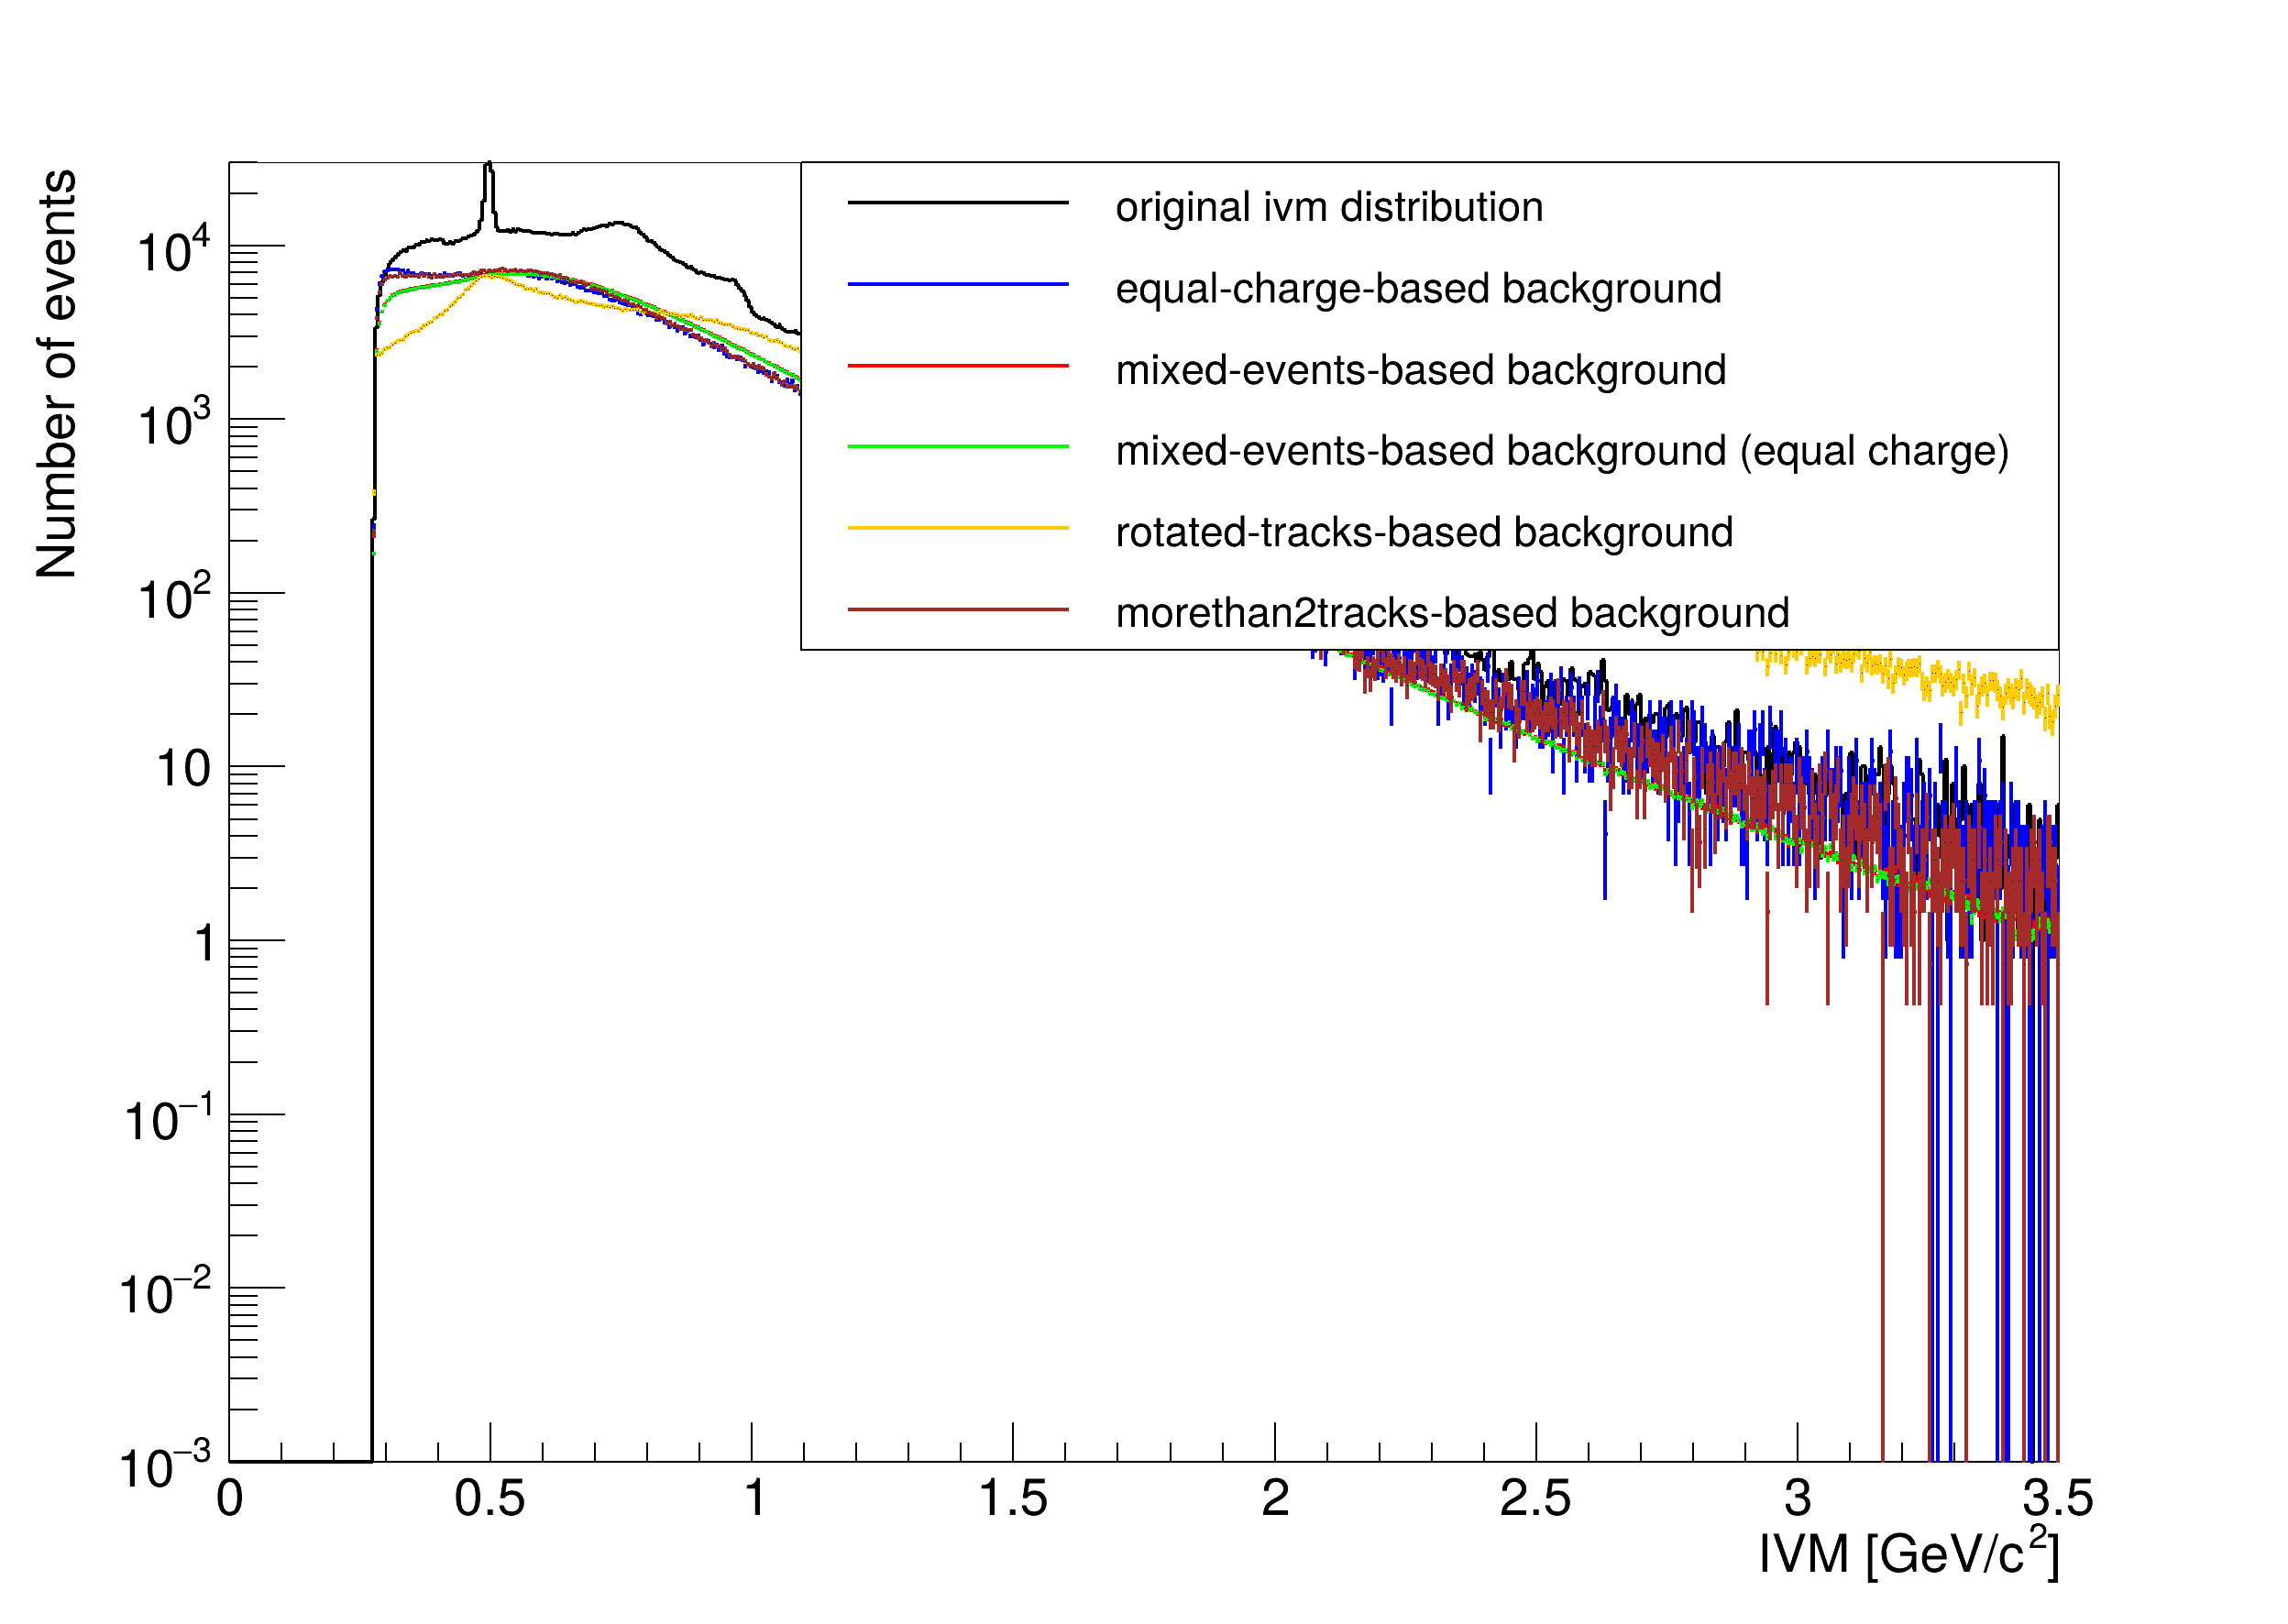 Number of events
10^4
10^3
10^2
10
1
10^−1
10^−2
10^−3
original ivm distribution
equal-charge-based background
mixed-events-based background
mixed-events-based background (equal charge)
rotated-tracks-based background
morethan2tracks-based background
0 0.5 1 1.5 2 2.5 3 3.5
IVM [GeV/c^2]